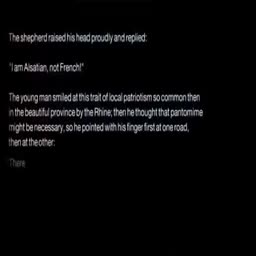 The shepherd raised his head proudly and replied:
"I am Alsatian, not French!"
The young man smiled at this trait of local patriotism so common then
in the beautiful province by the Rhine; then he thought that pantomime
might be necessary, so he pointed with his finger first at one road,
then at the other:
There